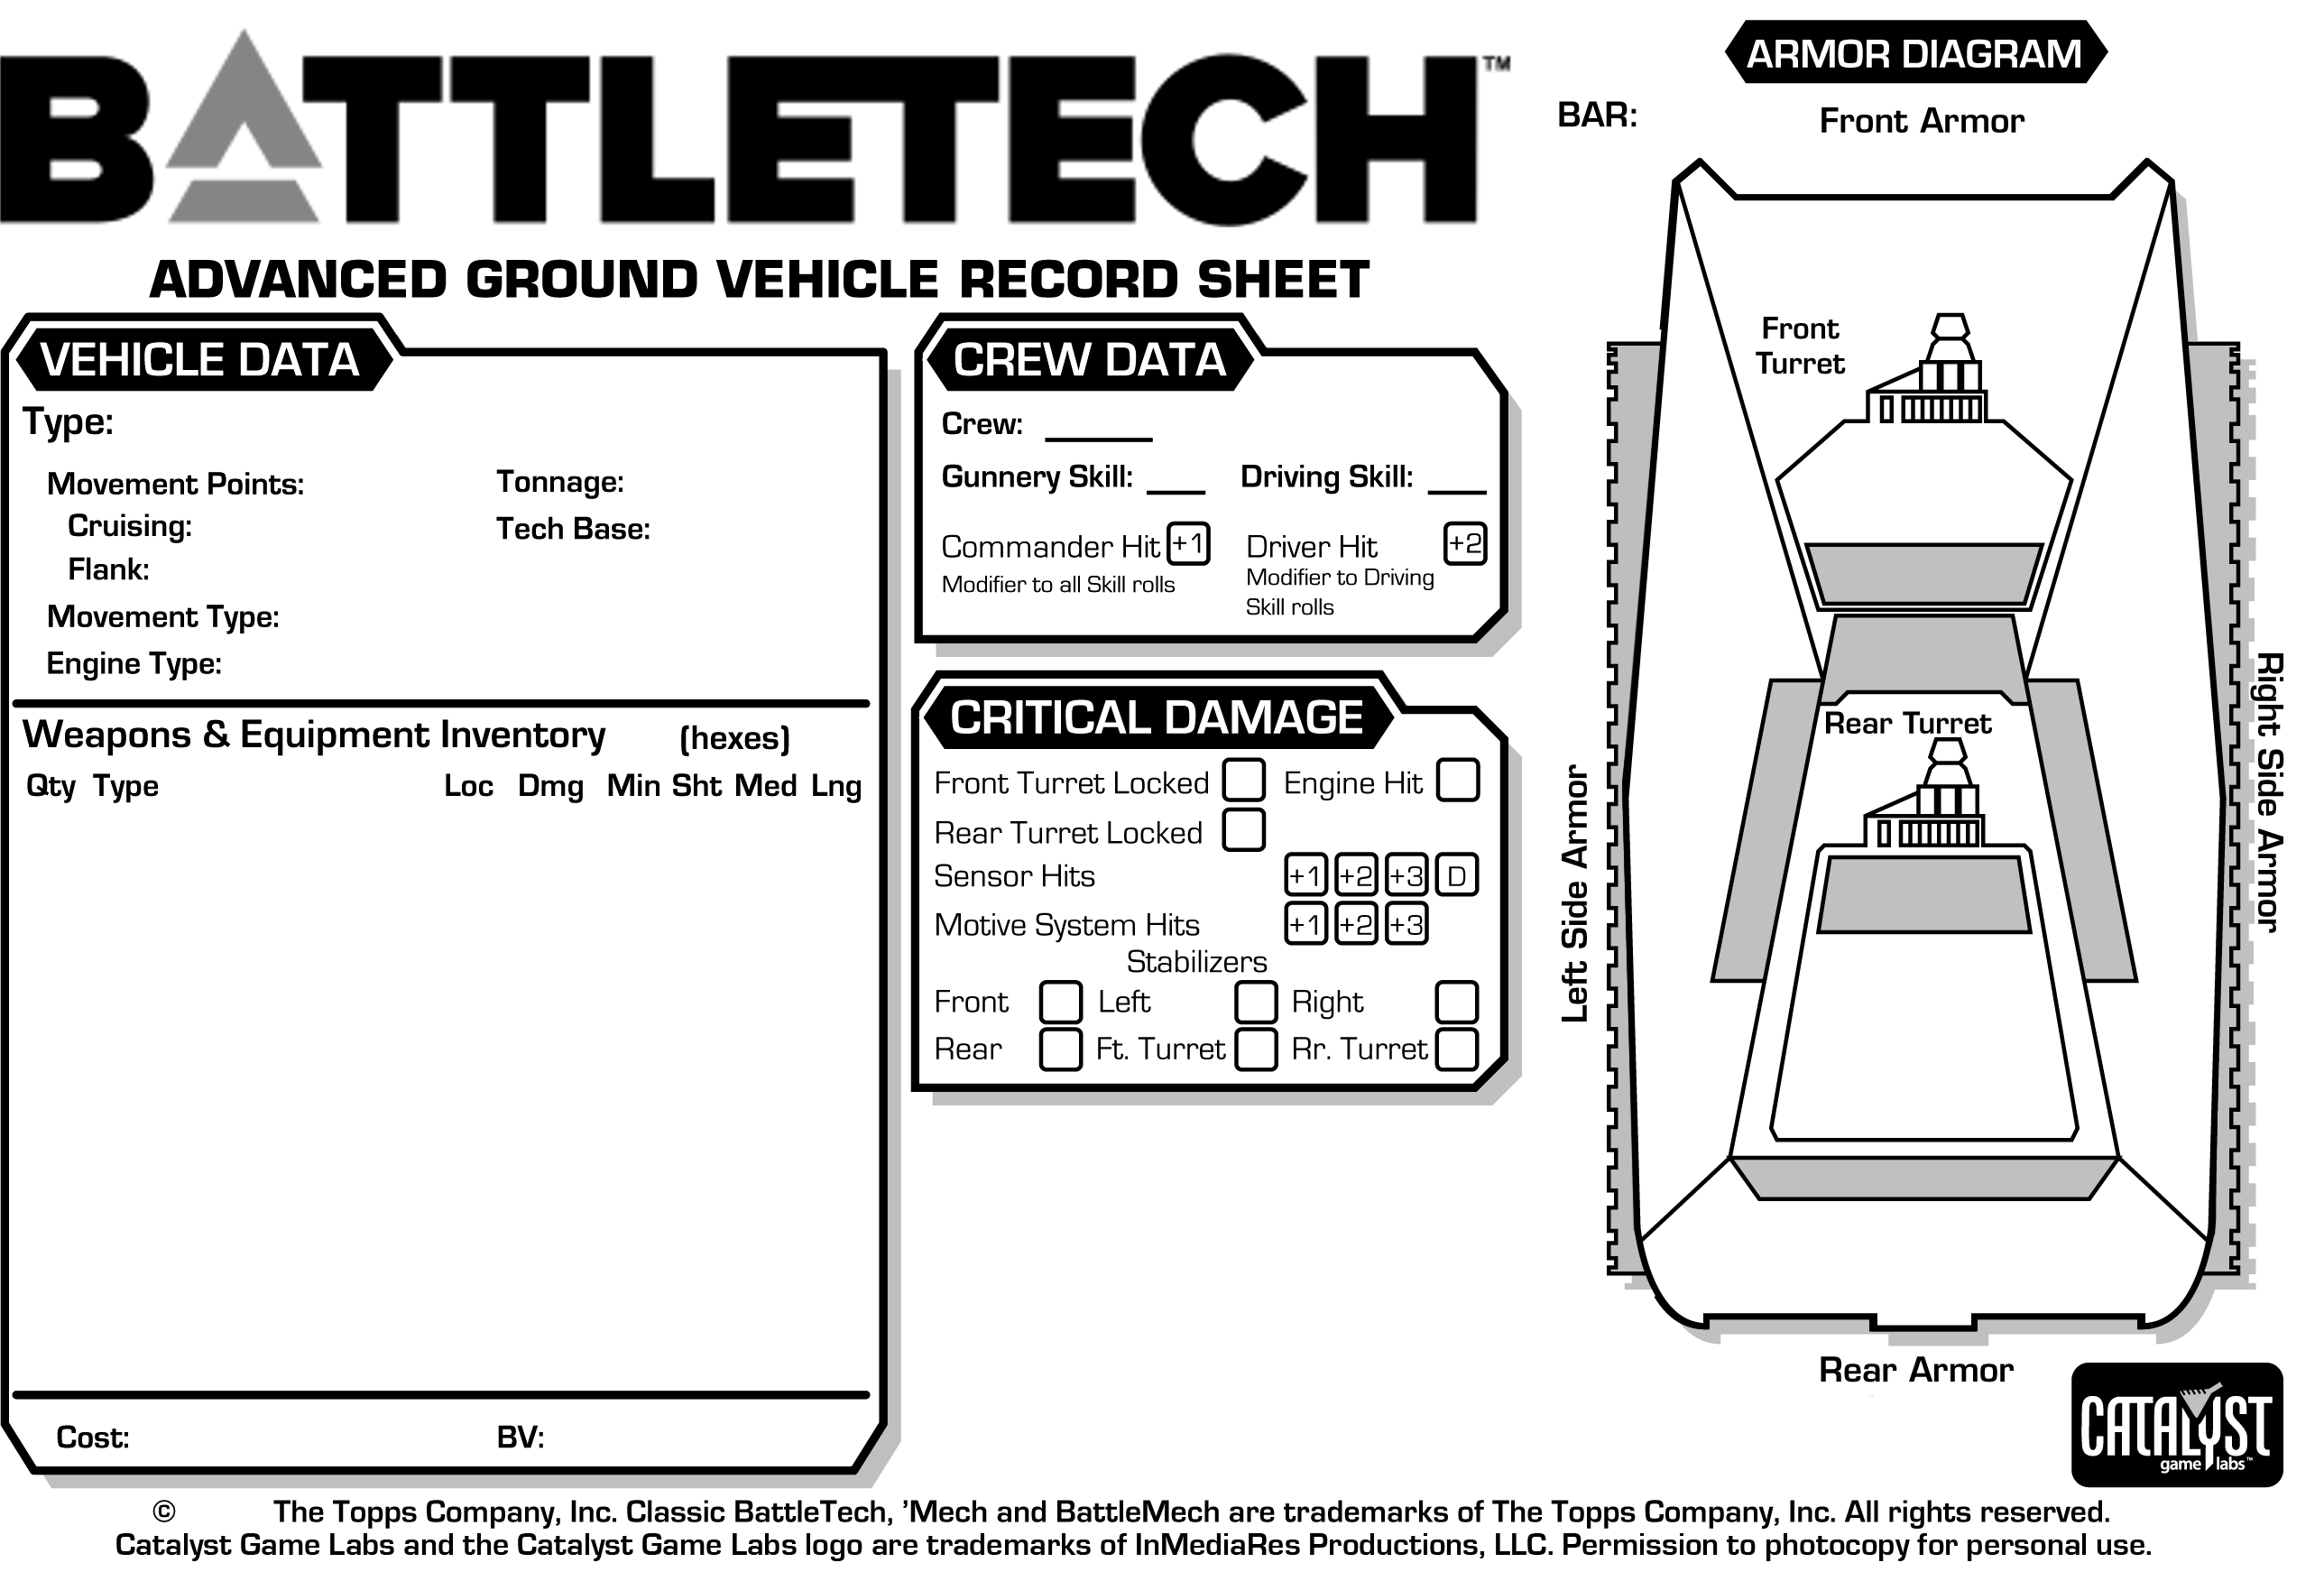 BATTLETECH™
ADVANCED GROUND VEHICLE RECORD SHEET
VEHICLE DATA
Type:
Movement Points:
Tonnage:
Cruising:
Tech Base:
Flank:
Movement Type:
Engine Type:
Weapons & Equipment Inventory (hexes)
Qty Type Loc Dmg Min Sht Med Lng
Cost: BV:
CREW DATA
Crew:
Gunnery Skill: Driving Skill:
Commander Hit +1 Driver Hit +2
Modifier to all Skill rolls
Modifier to Driving
Skill rolls
CRITICAL DAMAGE
Front Turret Locked Engine Hit
Rear Turret Locked
Sensor Hits +1 +2 +3 D
Motive System Hits +1 +2 +3
Stabilizers
Front Left Right
Rear Ft. Turret Rr. Turret
ARMOR DIAGRAM
BAR:
Front Armor
Front
Turret
Rear Turret
Left Side Armor
Right Side Armor
Rear Armor
CATALYST
game labs™
© The Topps Company, Inc. Classic BattleTech, ’Mech and BattleMech are trademarks of The Topps Company, Inc. All rights reserved.
Catalyst Game Labs and the Catalyst Game Labs logo are trademarks of InMediaRes Productions, LLC. Permission to photocopy for personal use.